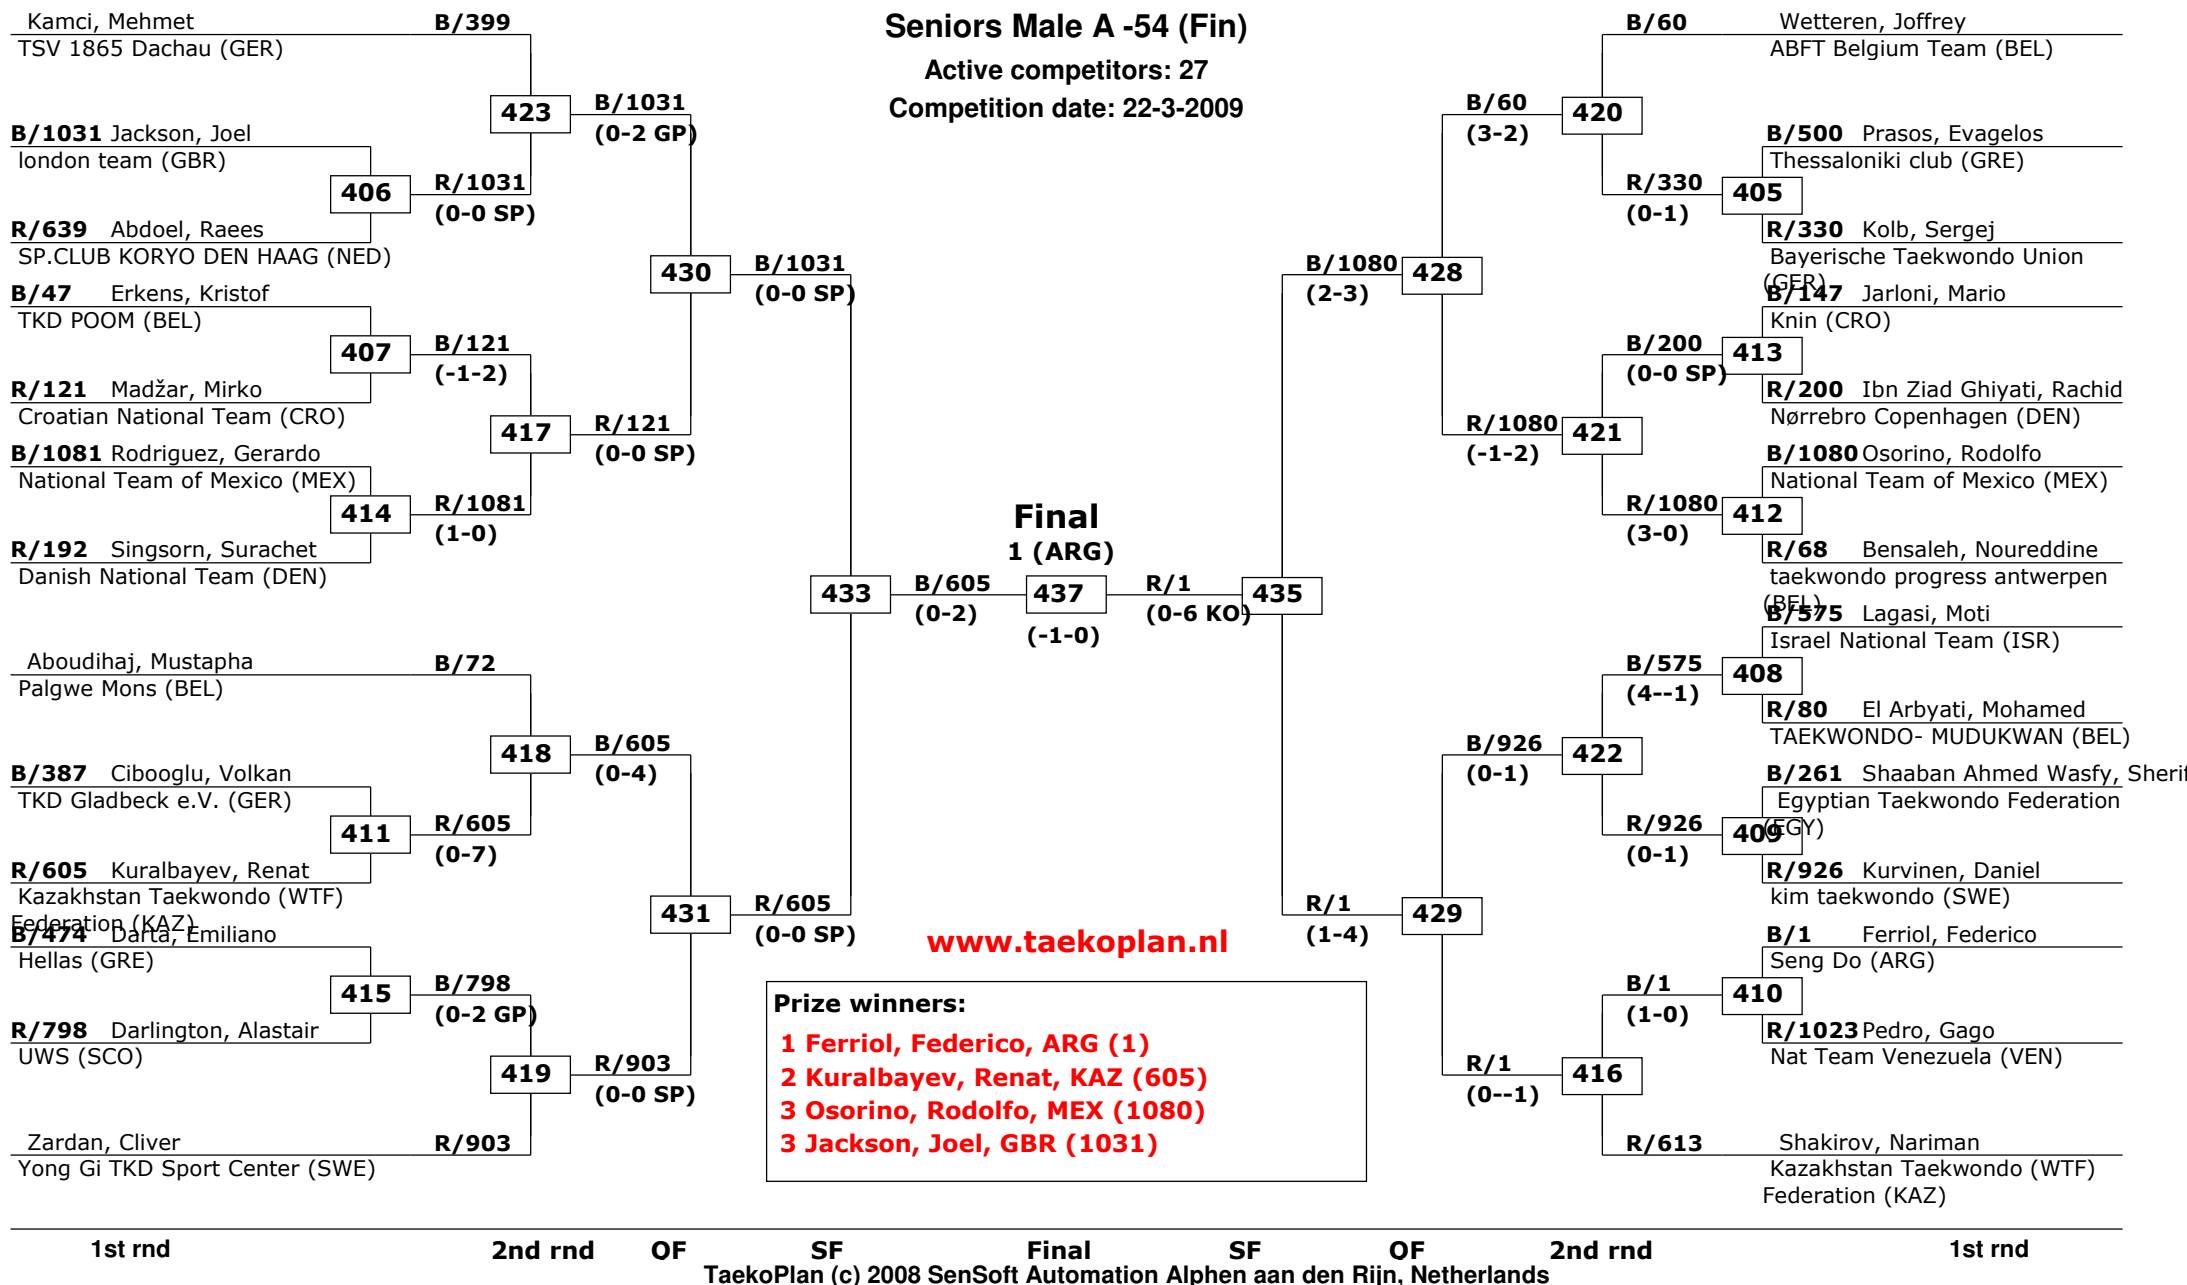 Seniors Male A -54 (Fin)
Active competitors: 27
Competition date: 22-3-2009
Kamci, Mehmet
TSV 1865 Dachau (GER)
B/399
B/1031 Jackson, Joel
london team (GBR)
R/639 Abdoel, Raees
SP.CLUB KORYO DEN HAAG (NED)
B/47 Erkens, Kristof
TKD POOM (BEL)
R/121 Madžar, Mirko
Croatian National Team (CRO)
B/1081 Rodriguez, Gerardo
National Team of Mexico (MEX)
R/192 Singsorn, Surachet
Danish National Team (DEN)
Aboudihaj, Mustapha
Palgwe Mons (BEL)
B/72
B/387 Cibooglu, Volkan
TKD Gladbeck e.V. (GER)
R/605 Kuralbayev, Renat
Kazakhstan Taekwondo (WTF)
Federation (KAZ)
B/474 Darta, Emiliano
Hellas (GRE)
R/798 Darlington, Alastair
UWS (SCO)
Zardan, Cliver
Yong Gi TKD Sport Center (SWE)
R/903
406
R/1031
(0-0 SP)
407
B/121
(-1-2)
414
R/1081
(1-0)
411
R/605
(0-7)
415
B/798
(0-2 GP)
423
B/1031
(0-2 GP)
417
R/121
(0-0 SP)
418
B/605
(0-4)
419
R/903
(0-0 SP)
430
B/1031
(0-0 SP)
431
R/605
(0-0 SP)
433
B/605
(0-2)
Final
1 (ARG)
437
(-1-0)
R/1
(0-6 KO)
435
B/1080
(2-3)
428
R/1
(1-4)
429
B/60
(3-2)
420
R/1080
(-1-2)
421
B/926
(0-1)
422
R/1
(0--1)
416
B/60
R/330
(0-1)
405
B/200
(0-0 SP)
413
R/1080
(3-0)
412
B/575
(4--1)
408
R/926
(0-1)
409
B/1
(1-0)
410
R/613
Wetteren, Joffrey
ABFT Belgium Team (BEL)
B/500 Prasos, Evagelos
Thessaloniki club (GRE)
R/330 Kolb, Sergej
Bayerische Taekwondo Union
(GER)
B/147 Jarloni, Mario
Knin (CRO)
R/200 Ibn Ziad Ghiyati, Rachid
Nørrebro Copenhagen (DEN)
B/1080 Osorino, Rodolfo
National Team of Mexico (MEX)
R/68 Bensaleh, Noureddine
taekwondo progress antwerpen
(BEL)
B/575 Lagasi, Moti
Israel National Team (ISR)
R/80 El Arbyati, Mohamed
TAEKWONDO- MUDUKWAN (BEL)
B/261 Shaaban Ahmed Wasfy, Sherif
Egyptian Taekwondo Federation
(EGY)
R/926 Kurvinen, Daniel
kim taekwondo (SWE)
B/1 Ferriol, Federico
Seng Do (ARG)
R/1023 Pedro, Gago
Nat Team Venezuela (VEN)
Shakirov, Nariman
Kazakhstan Taekwondo (WTF)
Federation (KAZ)
www.taekoplan.nl
Prize winners:
1 Ferriol, Federico, ARG (1)
2 Kuralbayev, Renat, KAZ (605)
3 Osorino, Rodolfo, MEX (1080)
3 Jackson, Joel, GBR (1031)
1st rnd 2nd rnd QF SF Final SF QF 2nd rnd 1st rnd
TaekoPlan (c) 2008 SenSoft Automation Alphen aan den Rijn, Netherlands